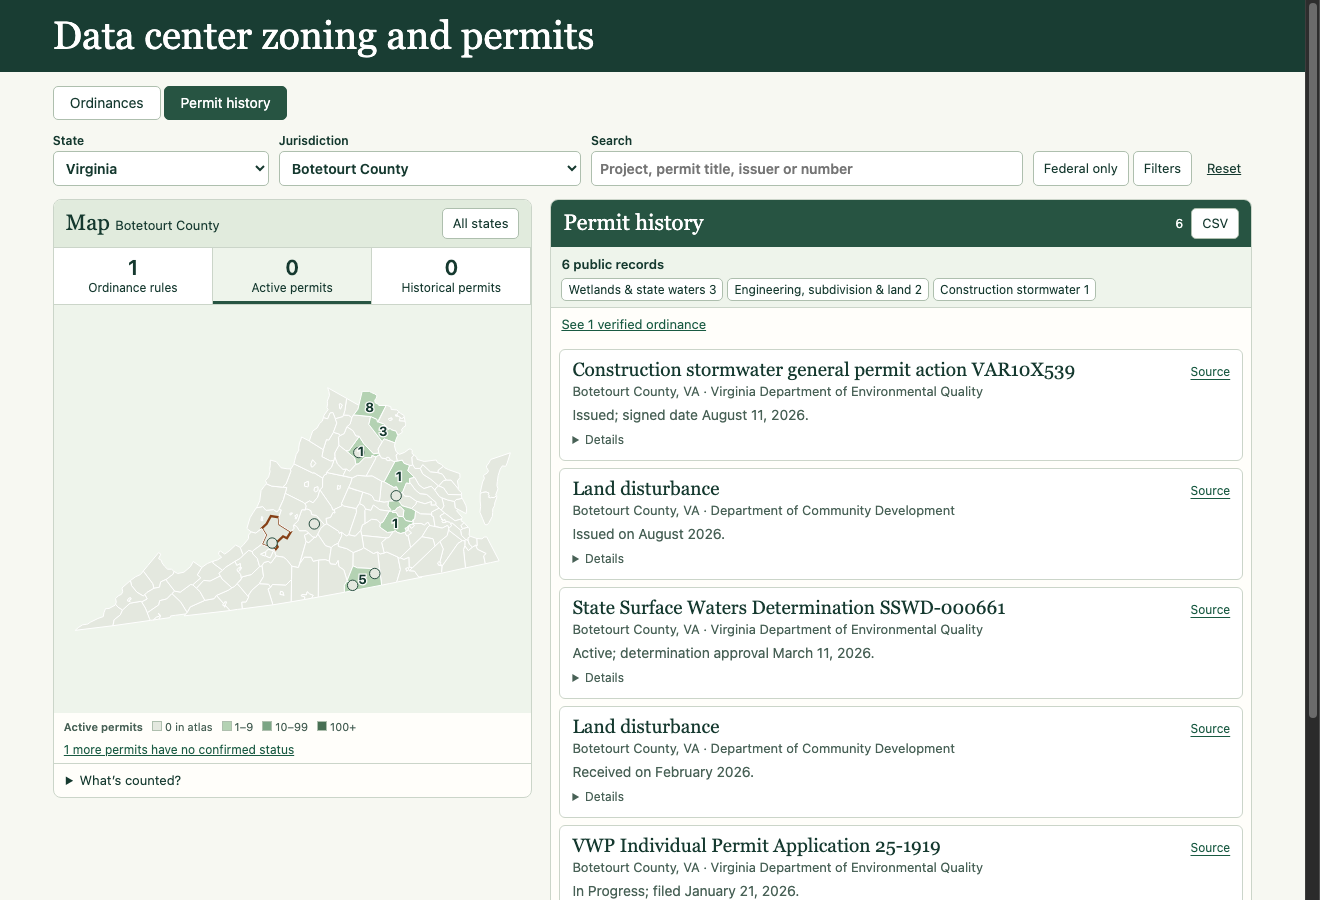 Data center zoning and permits
Ordinances
Permit history
State
Jurisdiction
Search
Virginia
Botetourt County
Project, permit title, issuer or number
Federal only
Filters
Reset
Map Botetourt County
All states
1
Ordinance rules
0
Active permits
0
Historical permits
8
3
1
1
1
5
Active permits
0 in atlas
1–9
10–99
100+
1 more permits have no confirmed status
What’s counted?
Permit history
6
CSV
6 public records
Wetlands & state waters 3
Engineering, subdivision & land 2
Construction stormwater 1
See 1 verified ordinance
Construction stormwater general permit action VAR10X539
Source
Botetourt County, VA · Virginia Department of Environmental Quality
Issued; signed date August 11, 2026.
Details
Land disturbance
Source
Botetourt County, VA · Department of Community Development
Issued on August 2026.
Details
State Surface Waters Determination SSWD-000661
Source
Botetourt County, VA · Virginia Department of Environmental Quality
Active; determination approval March 11, 2026.
Details
Land disturbance
Source
Botetourt County, VA · Department of Community Development
Received on February 2026.
Details
VWP Individual Permit Application 25-1919
Source
Botetourt County, VA · Virginia Department of Environmental Quality
In Progress; filed January 21, 2026.